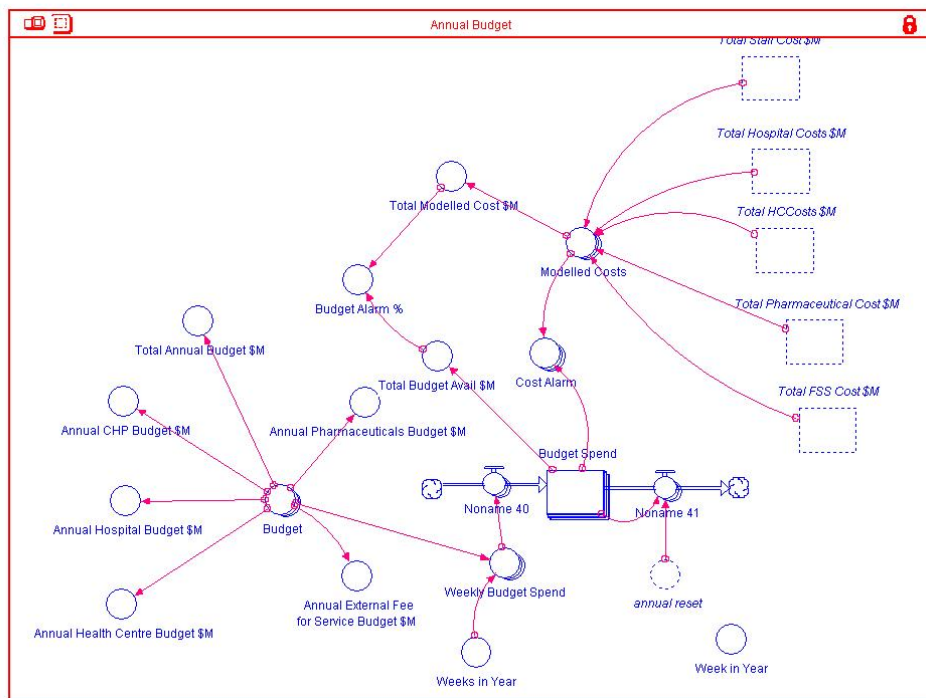 Annual Budget
Total Staff Cost $M
Total Hospital Costs $M
Total Modelled Cost $M
Total HCCosts $M
Modelled Costs
Budget Alarm %
Total Pharmaceutical Cost $M
Total Annual Budget $M
Total Budget Avail $M
Cost Alarm
Total FSS Cost $M
Annual CHP Budget $M
Annual Pharmaceuticals Budget $M
Budget Spend
Noneme 40
Noname 41
Annual Hospital Budget $M
Budget
Weekly Budget Spend
annual reset
Annual External Fee
for Service Budget $M
Annual Health Centre Budget $M
Week in Year
Weeks in Year